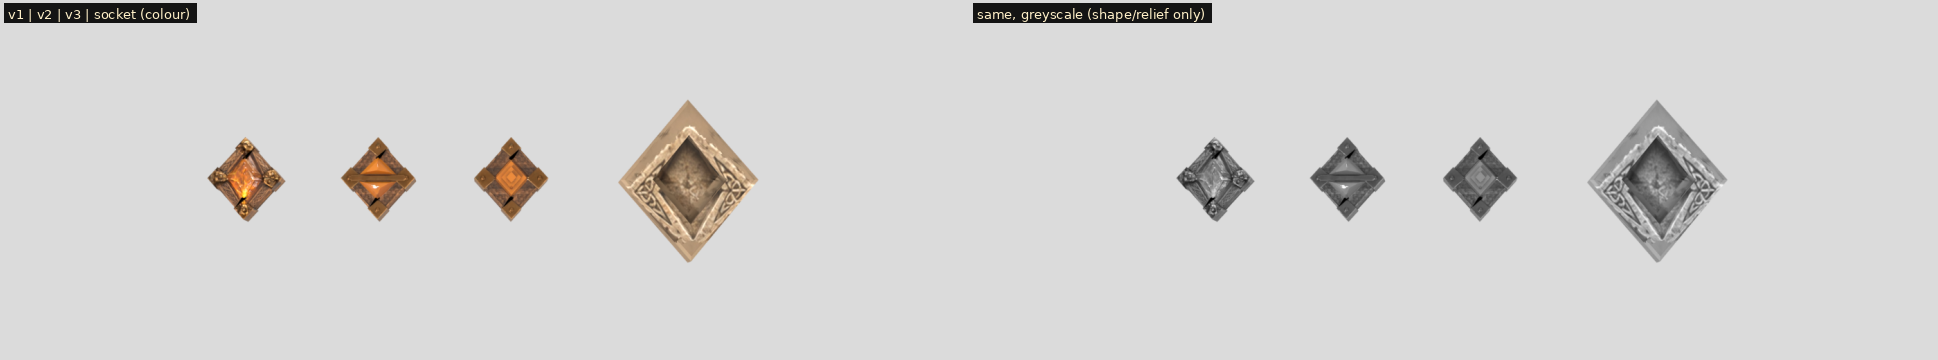 v1 | v2 | v3 | socket (colour)
same, greyscale (shape/relief only)